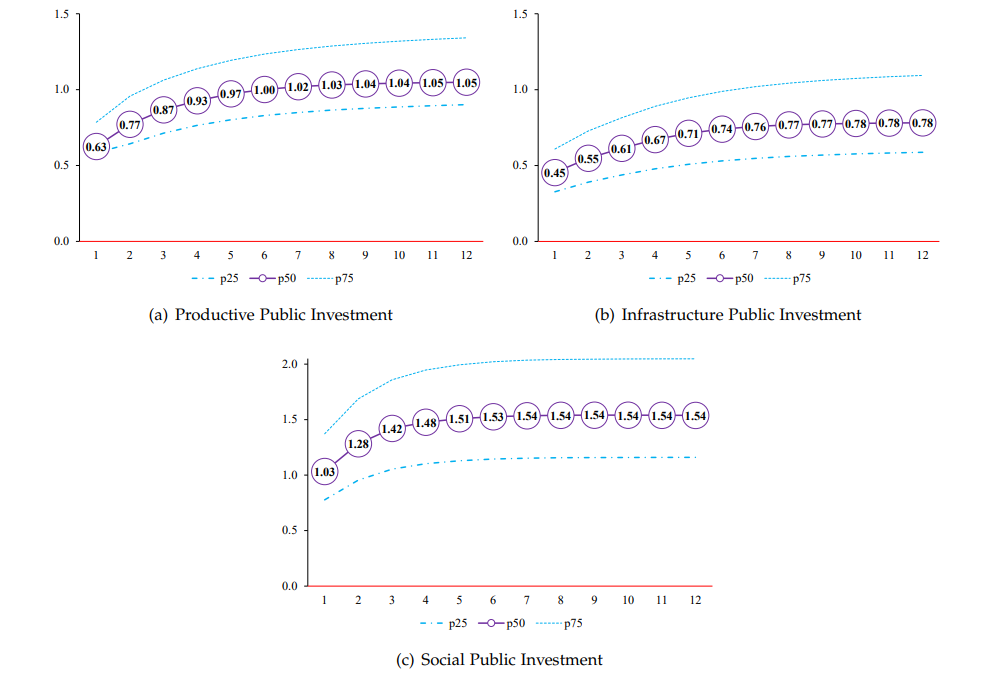 1.5
1.0
0.5
0.0
0.63 0.77 0.87 0.93 0.97 1.00 1.02 1.03 1.04 1.04 1.05 1.05
1 2 3 4 5 6 7 8 9 10 11 12
p25 p50 p75
(a) Productive Public Investment
1.5
1.0
0.5
0.0
0.45 0.55 0.61 0.67 0.71 0.74 0.76 0.77 0.77 0.78 0.78 0.78
1 2 3 4 5 6 7 8 9 10 11 12
p25 p50 p75
(b) Infrastructure Public Investment
2.0
1.5
1.0
0.5
0.0
1.03 1.28 1.42 1.48 1.51 1.53 1.54 1.54 1.54 1.54 1.54 1.54
1 2 3 4 5 6 7 8 9 10 11 12
p25 p50 p75
(c) Social Public Investment